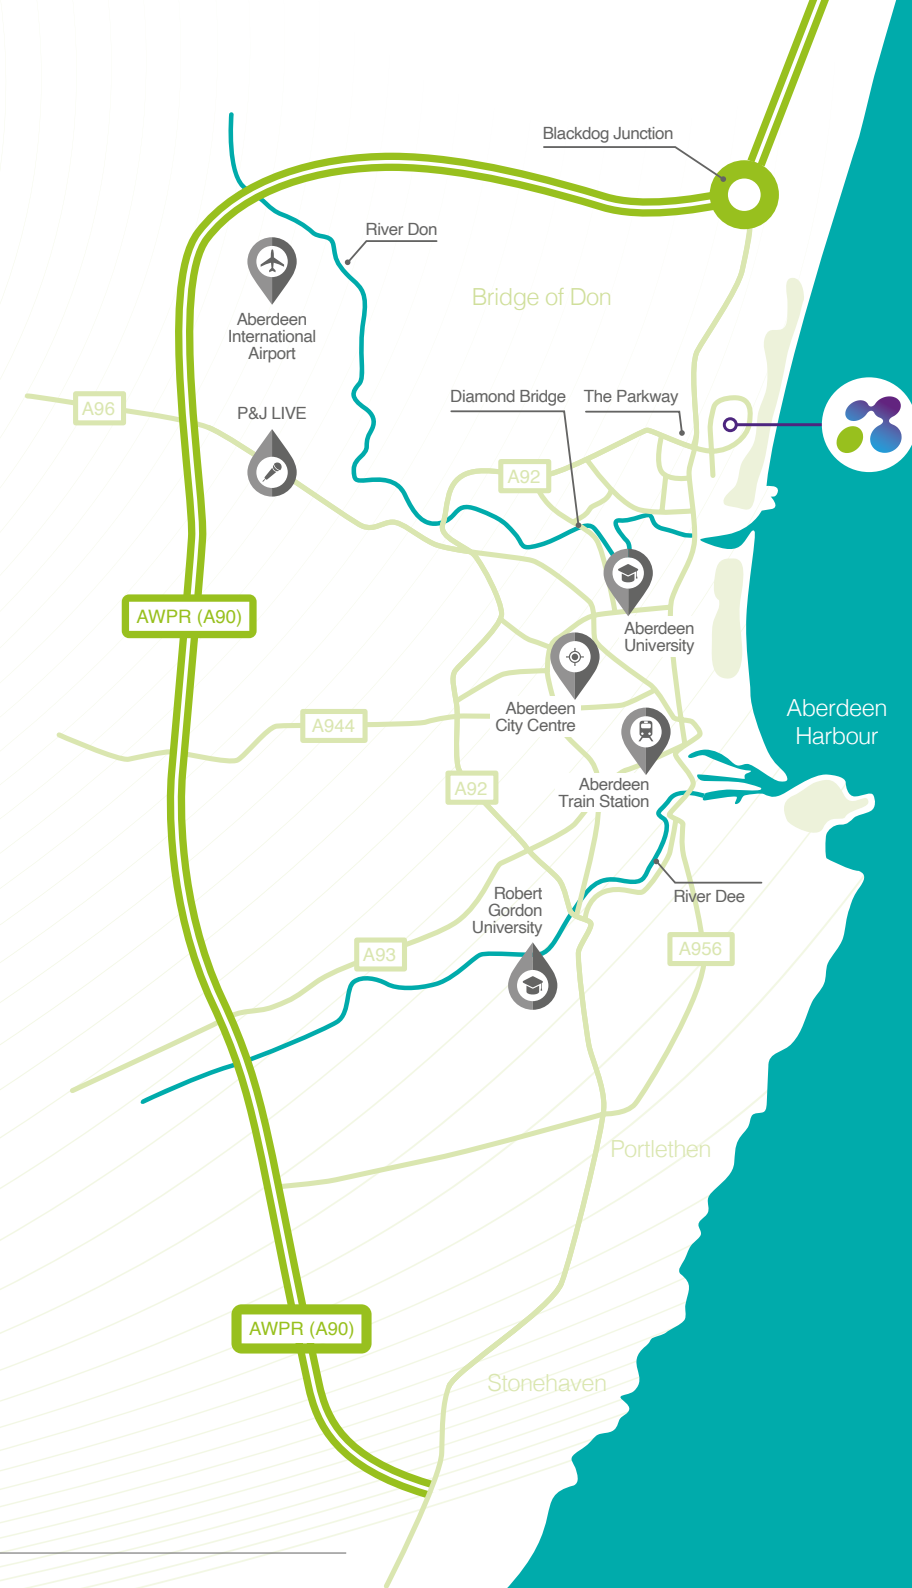 Blackdog Junction
River Don
Bridge of Don
Aberdeen
International
Airport
Diamond Bridge
The Parkway
A96
P&J LIVE
A92
AWPR (A90)
Aberdeen
University
Aberdeen
City Centre
Aberdeen
Harbour
A944
Aberdeen
Train Station
A92
Robert
Gordon
University
River Dee
A93
A956
Portlethen
AWPR (A90)
Stonehaven